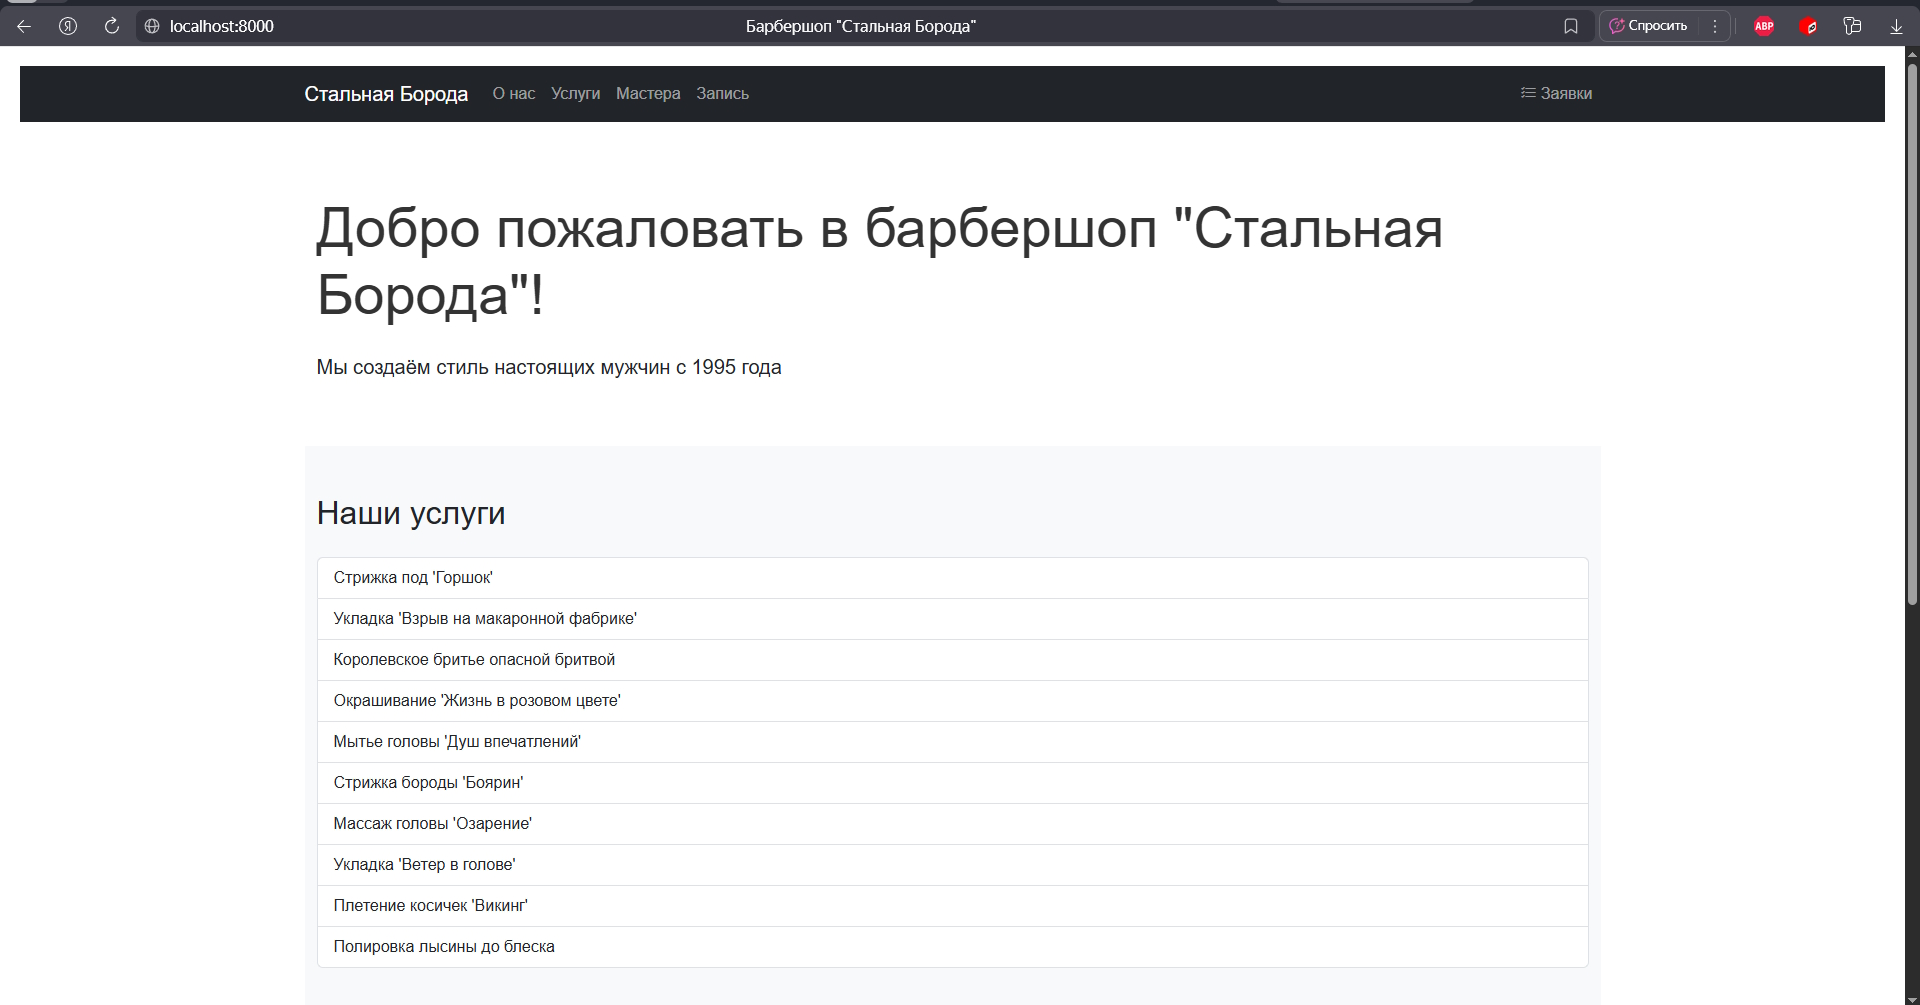 localhost:8000
Барбершоп "Стальная Борода"
Спросить
ABP
Стальная Борода О нас Услуги Мастера Запись Заявки
Добро пожаловать в барбершоп "Стальная
Борода"!
Мы создаём стиль настоящих мужчин с 1995 года
Наши услуги
Стрижка под 'Горшок'
Укладка 'Взрыв на макаронной фабрике'
Королевское бритье опасной бритвой
Окрашивание 'Жизнь в розовом цвете'
Мытье головы 'Душ впечатлений'
Стрижка бороды 'Боярин'
Массаж головы 'Озарение'
Укладка 'Ветер в голове'
Плетение косичек 'Викинг'
Полировка лысины до блеска